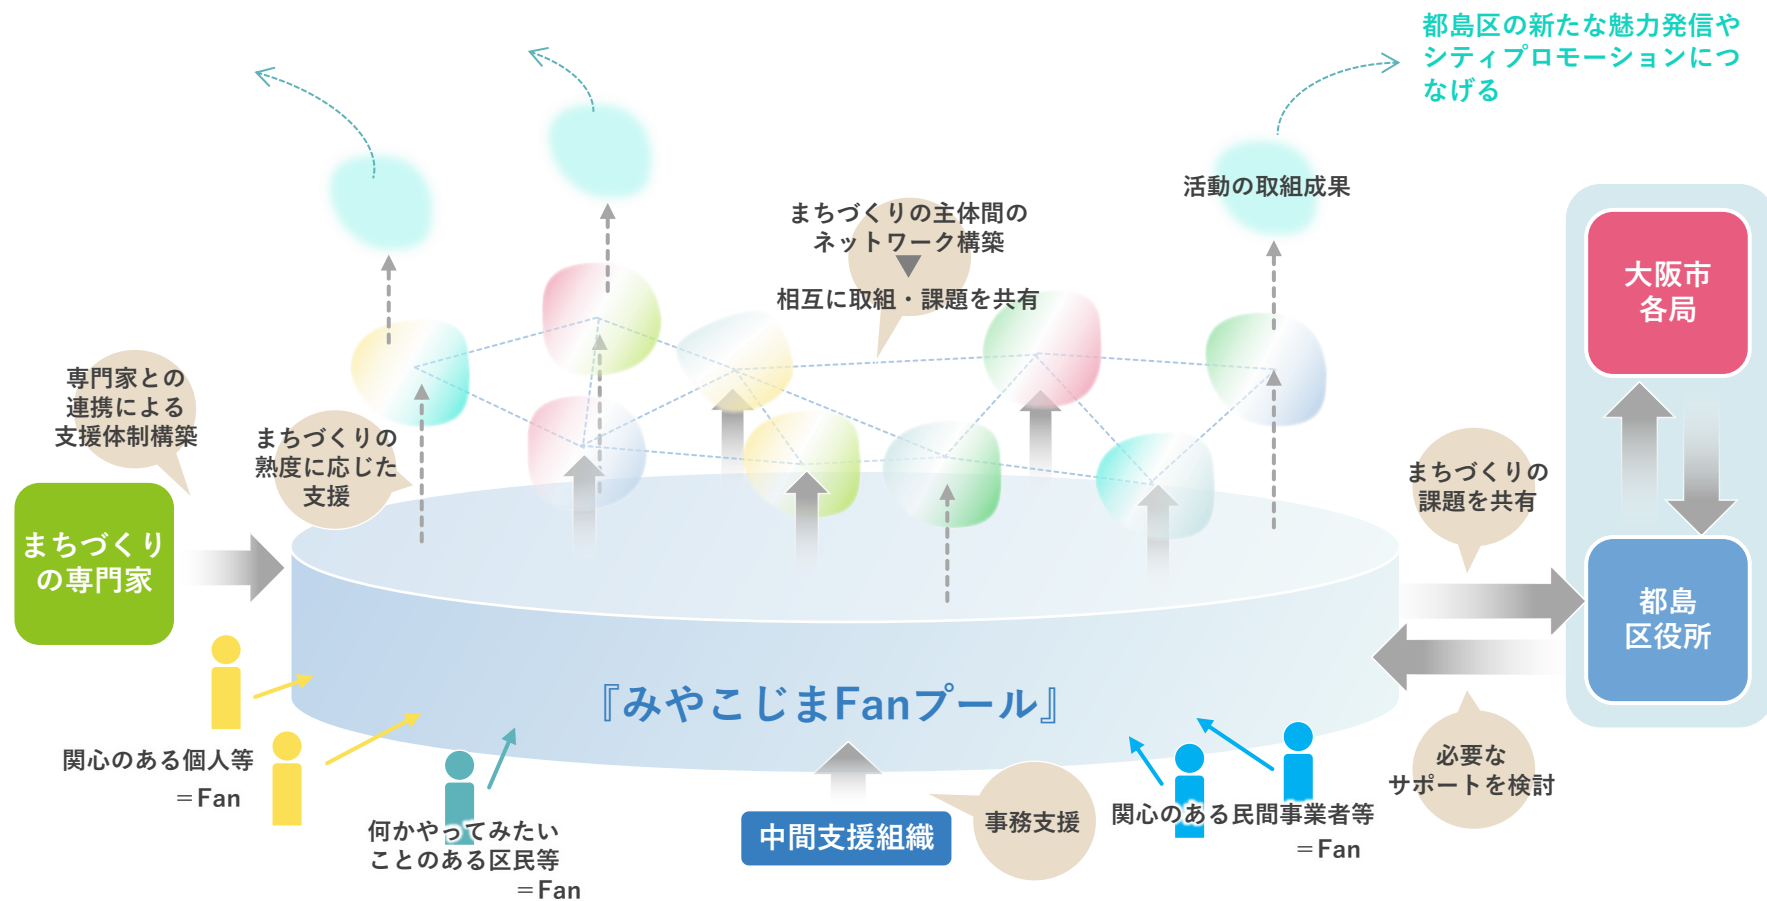 都島区の新たな魅力発信や
シティプロモーションにつ
なげる
活動の取組成果
まちづくりの主体間の
ネットワーク構築
相互に取組・課題を共有
大阪市
各局
専門家との
連携による
支援体制構築
まちづくりの
熟度に応じた
支援
まちづくりの
課題を共有
まちづくり
の専門家
都島
区役所
『みやこじまFanプール』
関心のある個人等
＝Fan
何かやってみたい
ことのある区民等
＝Fan
中間支援組織
事務支援
関心のある民間事業者等
＝Fan
必要な
サポートを検討